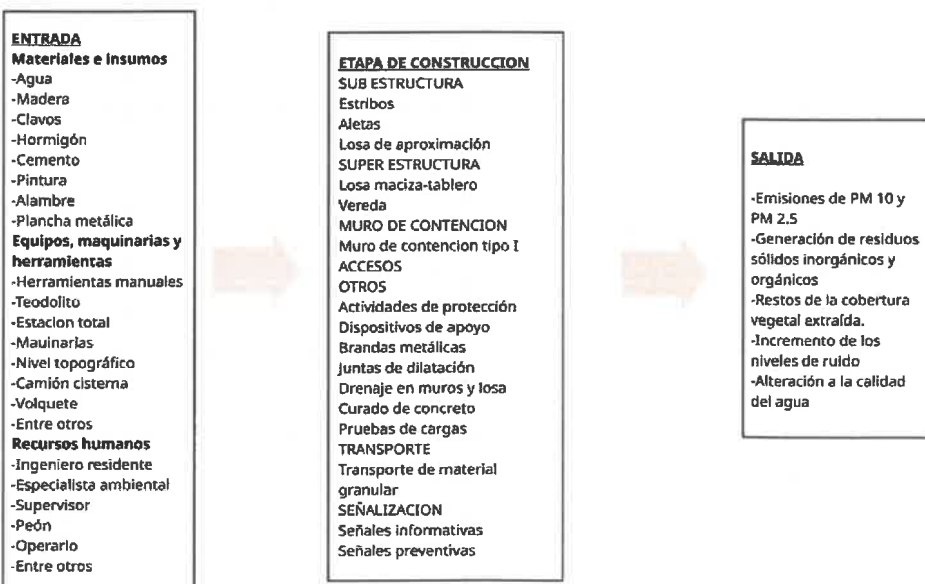 ENTRADA
Materiales e insumos
-Agua
-Madera
-Clavos
-Hormigón
-Cemento
-Pintura
-Alambre
-Plancha metálica
Equipos, maquinarias y
herramientas
-Herramientas manuales
-Teodolito
-Estacion total
-Mauinarias
-Nivel topográfico
-Camión cisterna
-Volquete
-Entre otros
Recursos humanos
-Ingeniero residente
-Especialista ambiental
-Supervisor
-Peón
-Operario
-Entre otros
ETAPA DE CONSTRUCCION
SUB ESTRUCTURA
Estribos
Aletas
Losa de aproximación
SUPER ESTRUCTURA
Losa maciza-tablero
Vereda
MURO DE CONTENCION
Muro de contencion tipo I
ACCESOS
OTROS
Actividades de protección
Dispositivos de apoyo
Brandas metálicas
Juntas de dilatación
Drenaje en muros y losa
Curado de concreto
Pruebas de cargas
TRANSPORTE
Transporte de material
granular
SEÑALIZACION
Señales informativas
Señales preventivas
SALIDA
-Emisiones de PM 10 y
PM 2.5
-Generación de residuos
sólidos inorgánicos y
orgánicos
-Restos de la cobertura
vegetal extraída.
-Incremento de los
niveles de ruido
-Alteración a la calidad
del agua